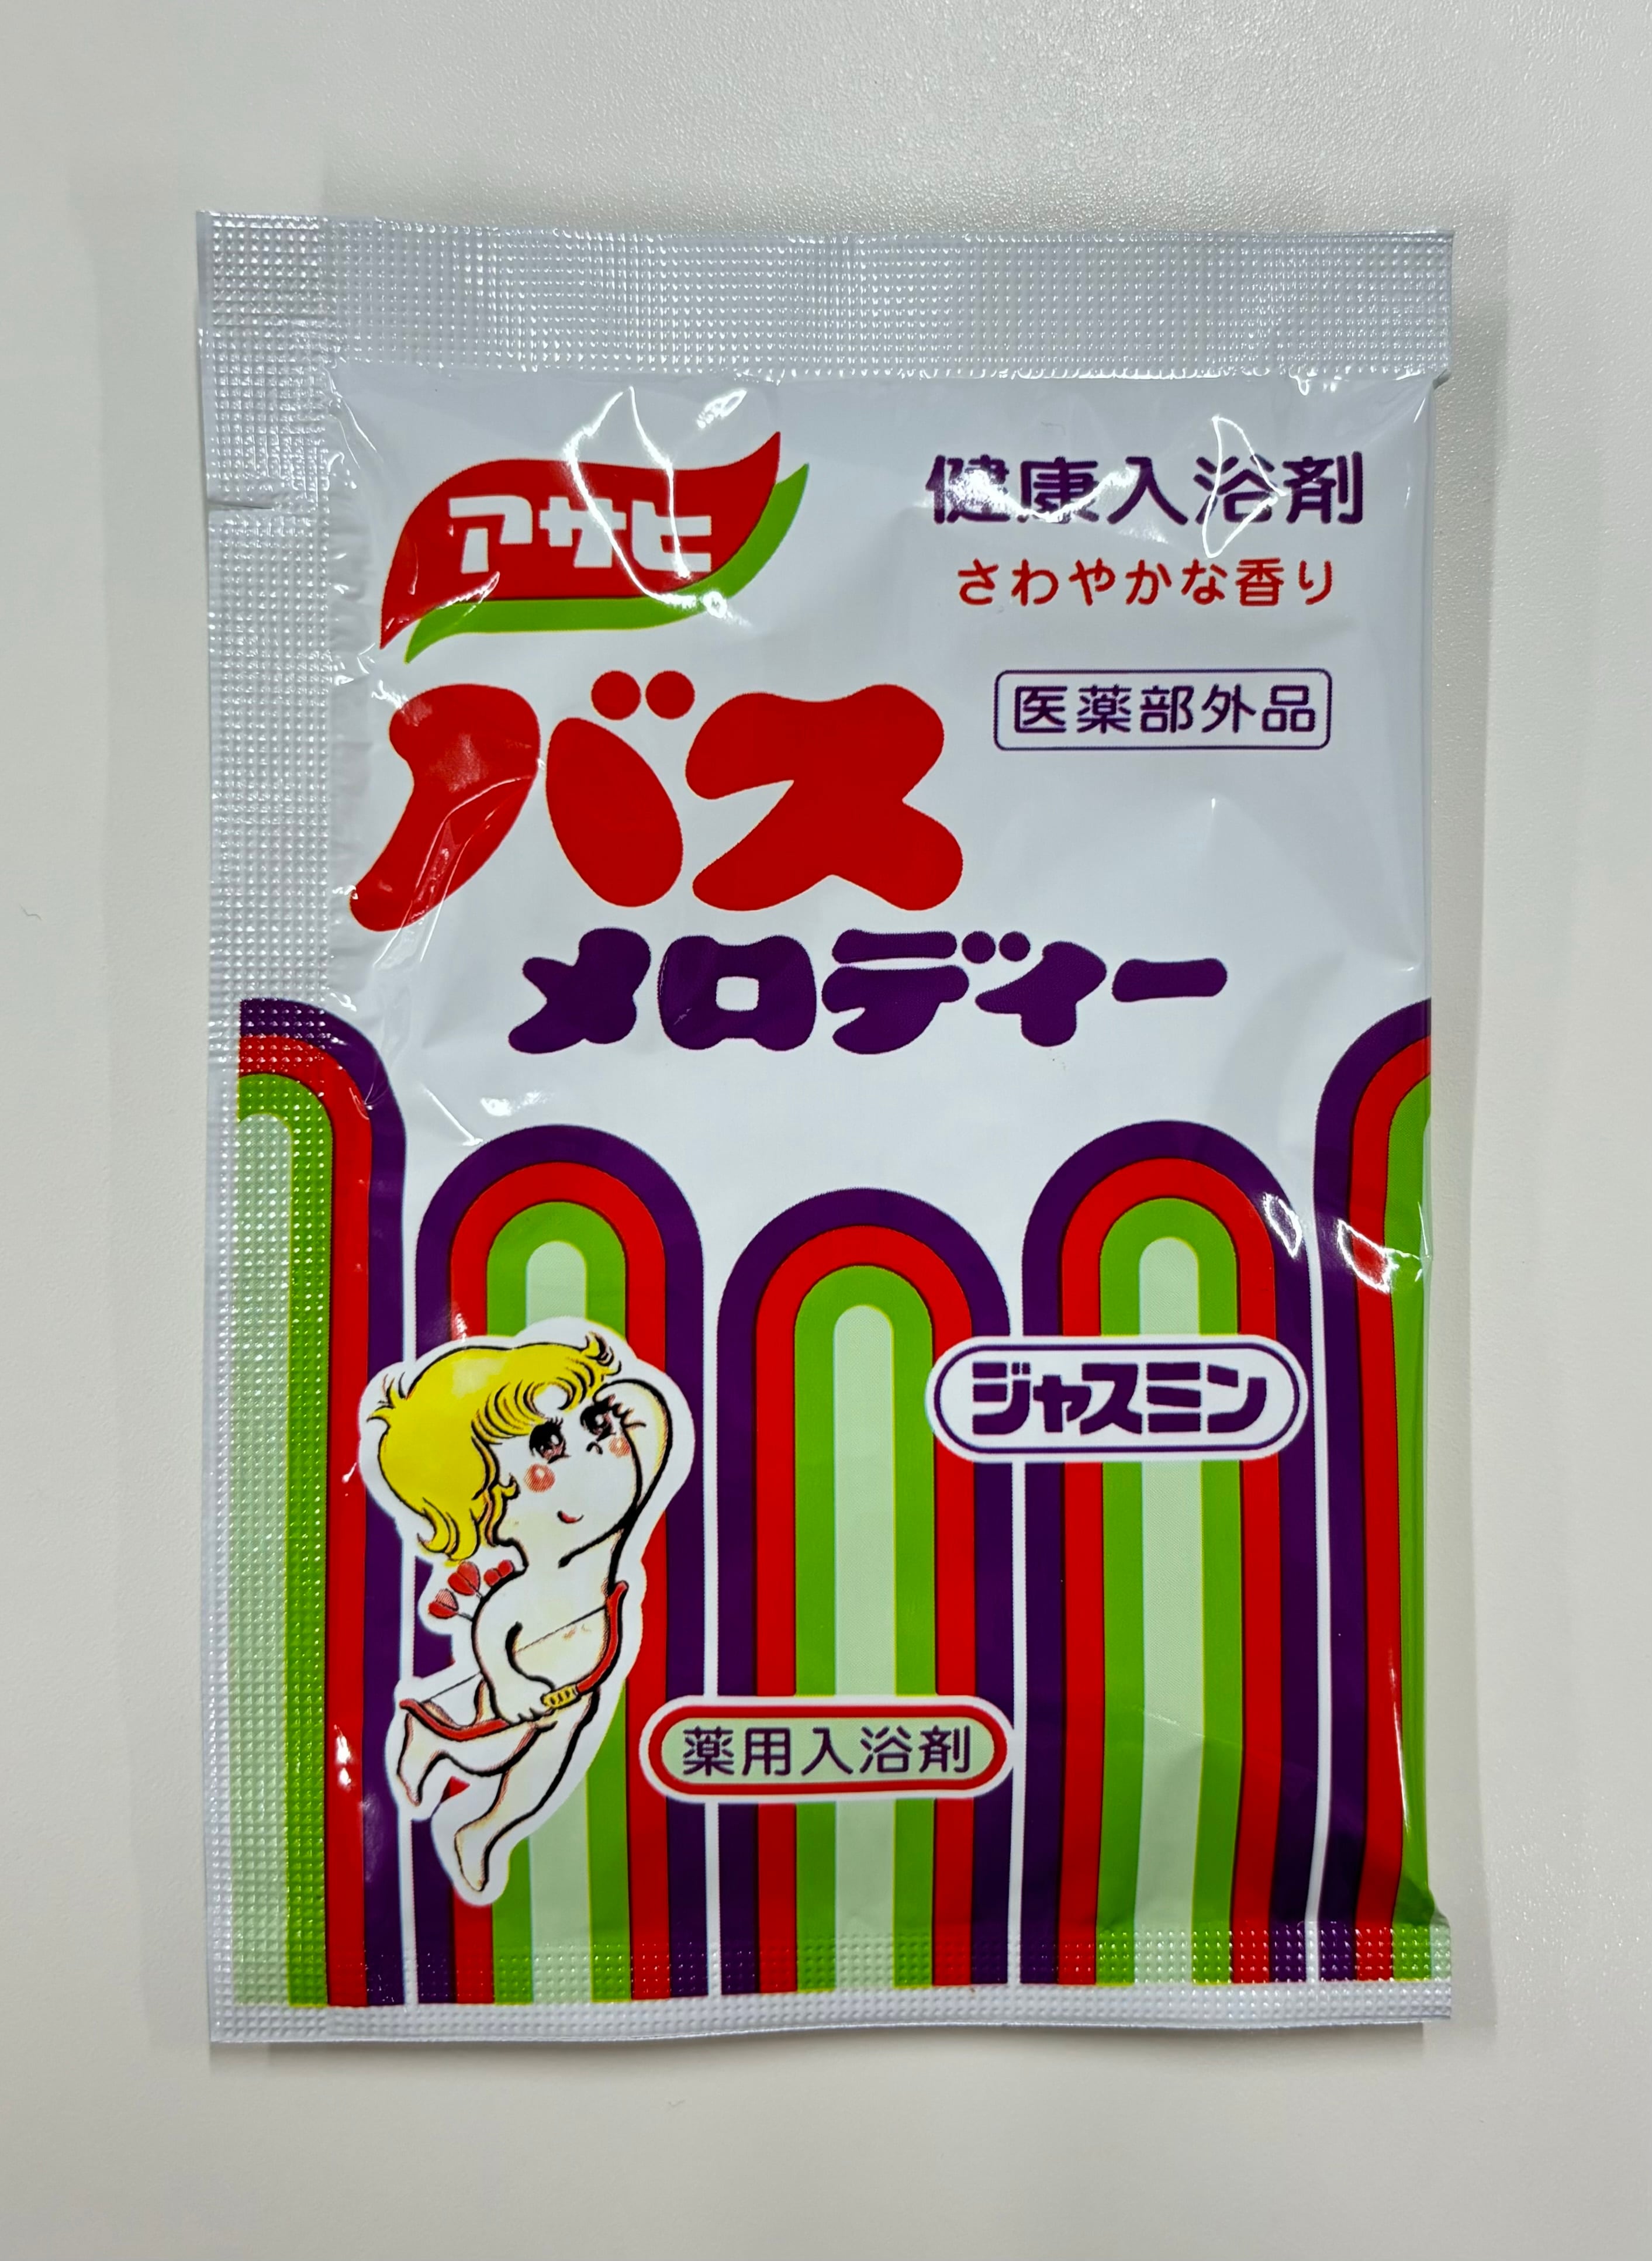 アサヒ
健康入浴剤
さわやかな香り
医薬部外品
バス
メロディー
ジャスミン
薬用入浴剤